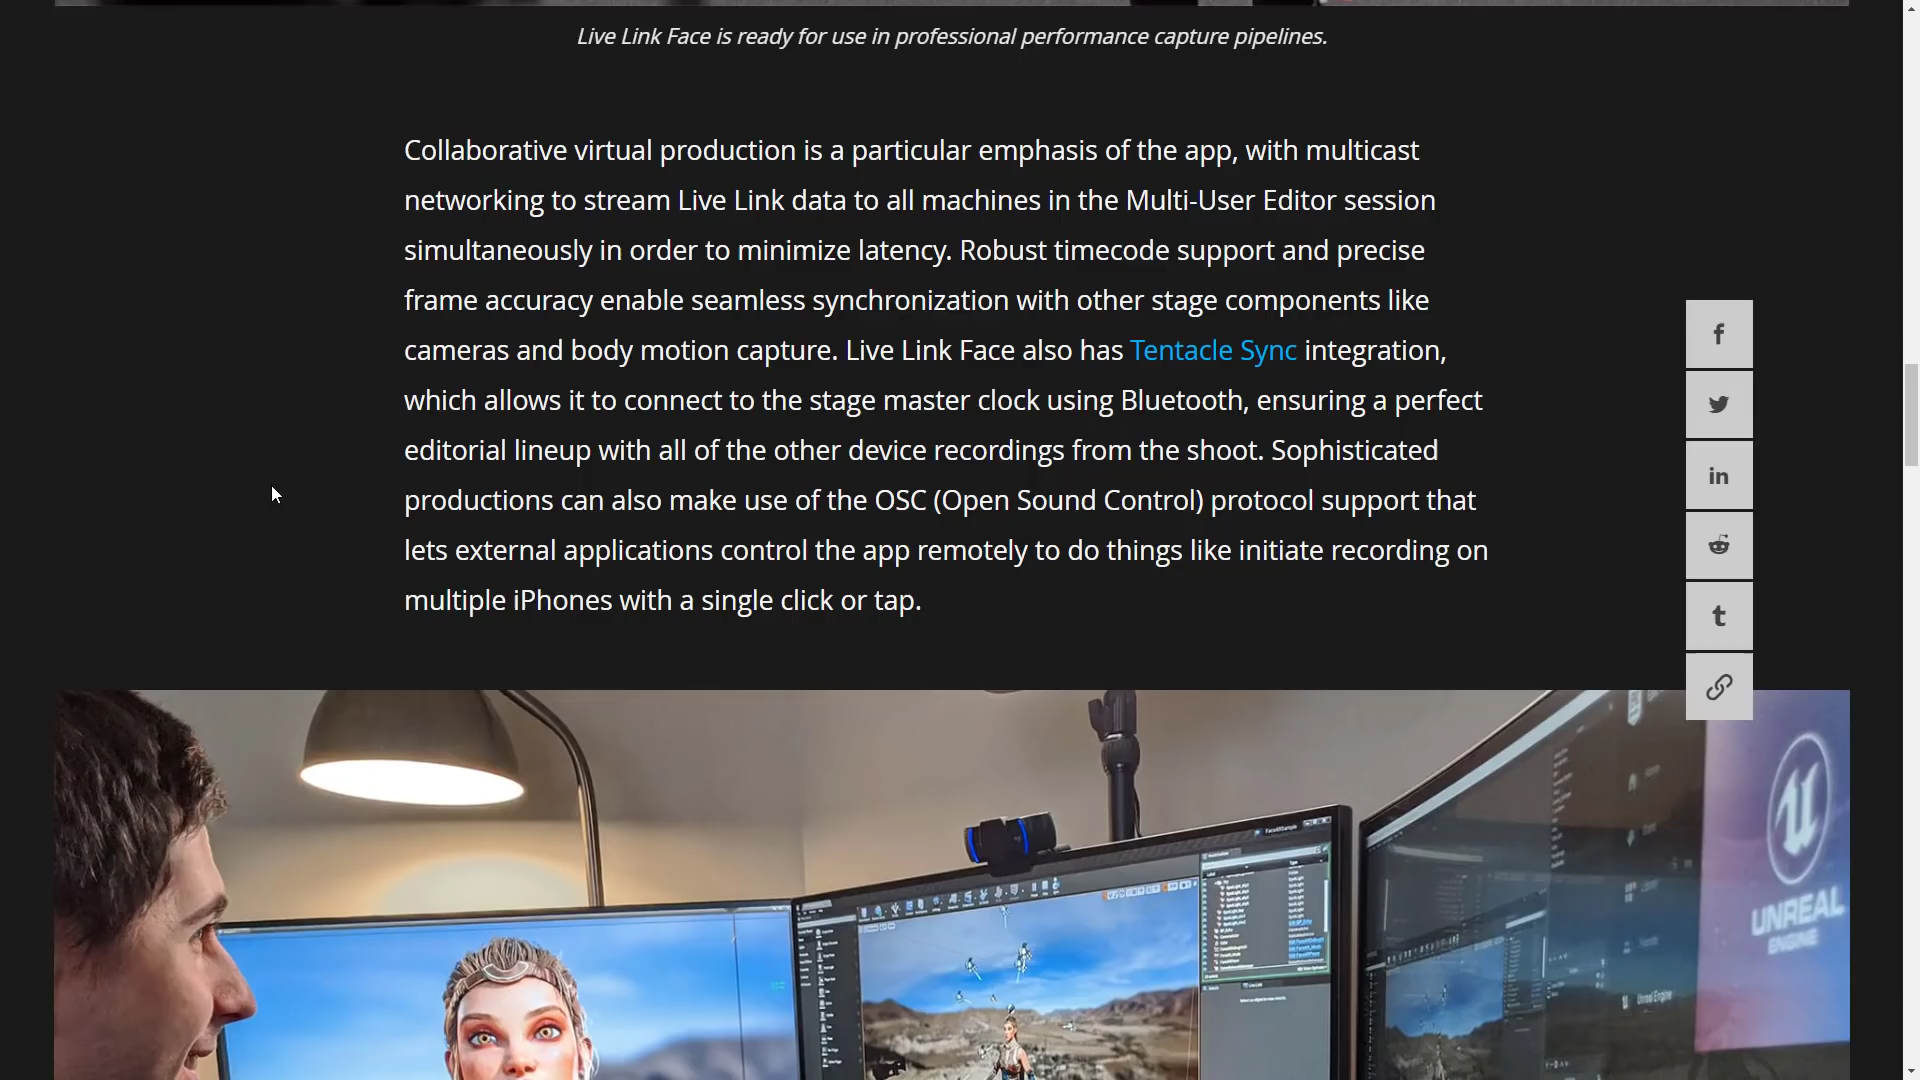 Live Link Face is ready for use in professional performance capture pipelines.
Collaborative virtual production is a particular emphasis of the app, with multicast
networking to stream Live Link data to all machines in the Multi-User Editor session
simultaneously in order to minimize latency. Robust timecode support and precise
frame accuracy enable seamless synchronization with other stage components like
cameras and body motion capture. Live Link Face also has Tentacle Sync integration,
which allows it to connect to the stage master clock using Bluetooth, ensuring a perfect
editorial lineup with all of the other device recordings from the shoot. Sophisticated
productions can also make use of the OSC (Open Sound Control) protocol support that
lets external applications control the app remotely to do things like initiate recording on
multiple iPhones with a single click or tap.
UNREAL
ENGINE